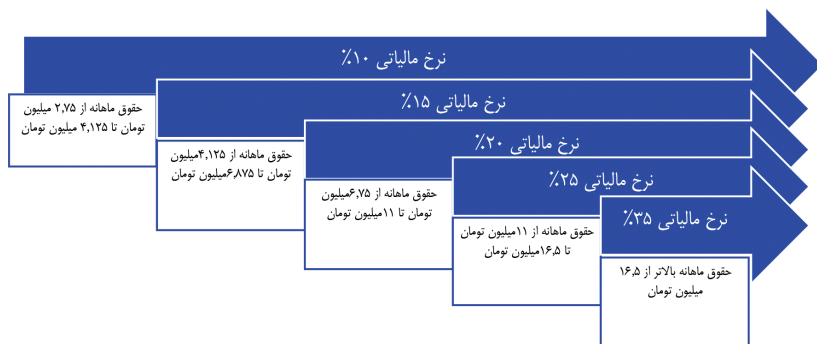 نرخ مالیاتی ۱۰٪
نرخ مالیاتی ۱۵٪
نرخ مالیاتی ۲۰٪
نرخ مالیاتی ۲۵٪
نرخ مالیاتی ۳۵٪
حقوق ماهانه از ۲,۷۵ میلیون
تومان تا ۴,۱۲۵ میلیون تومان
حقوق ماهانه از ۴,۱۲۵میلیون
تومان تا ۶,۸۷۵میلیون تومان
حقوق ماهانه از ۶,۷۵میلیون
تومان تا ۱۱میلیون تومان
حقوق ماهانه از ۱۱میلیون تومان
تا ۱۶,۵میلیون تومان
حقوق ماهانه بالاتر از ۱۶,۵
میلیون تومان